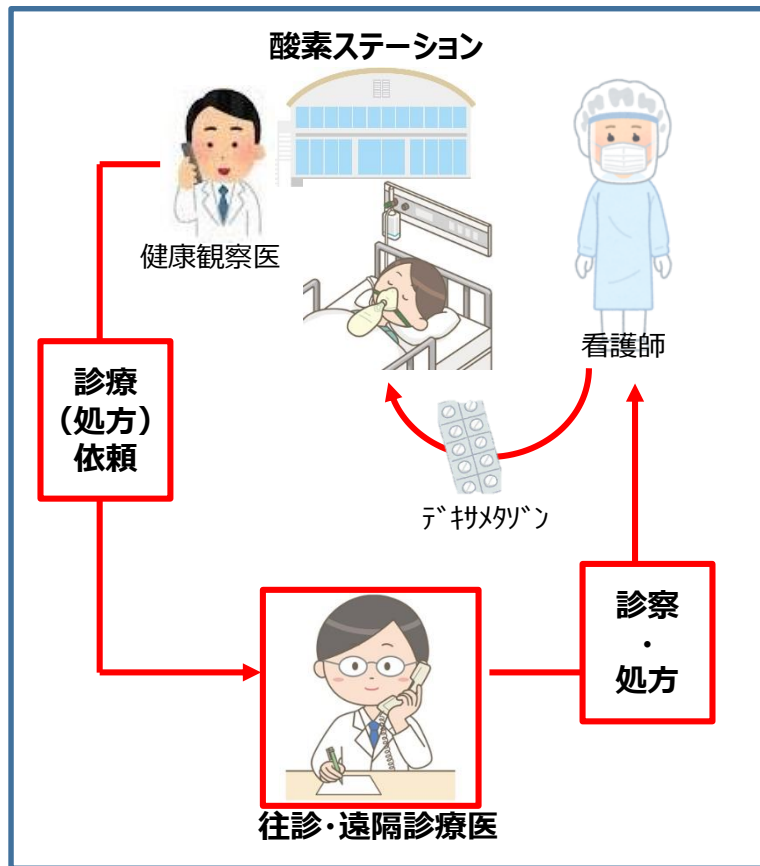 酸素ステーション
健康観察医
看護師
診療
（処方）
依頼
ﾃﾞｷｻﾒﾀｿﾞﾝ
診察
・
処方
往診・遠隔診療医